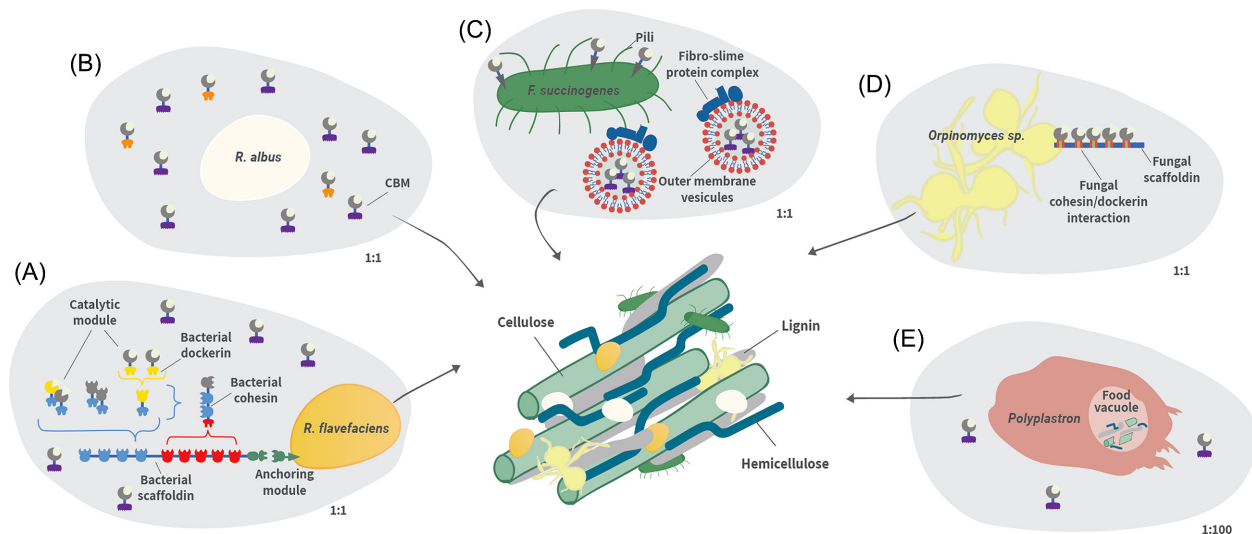 (A)
Catalytic
module
Bacterial
dockerin
Bacterial
cohesin
R. flavefaciens
Bacterial
scaffoldin
Anchoring
module
1:1
(B)
R. albus
CBM
1:1
(C)
Pili
F. succinogenes
Fibro-slime
protein complex
Outer membrane
vesicles
1:1
(D)
Orpinomyces sp.
Fungal
scaffoldin
Fungal
cohesin/dockerin
interaction
1:1
Cellulose
Lignin
Hemicellulose
(E)
Polyplastron
Food
vacuole
1:100